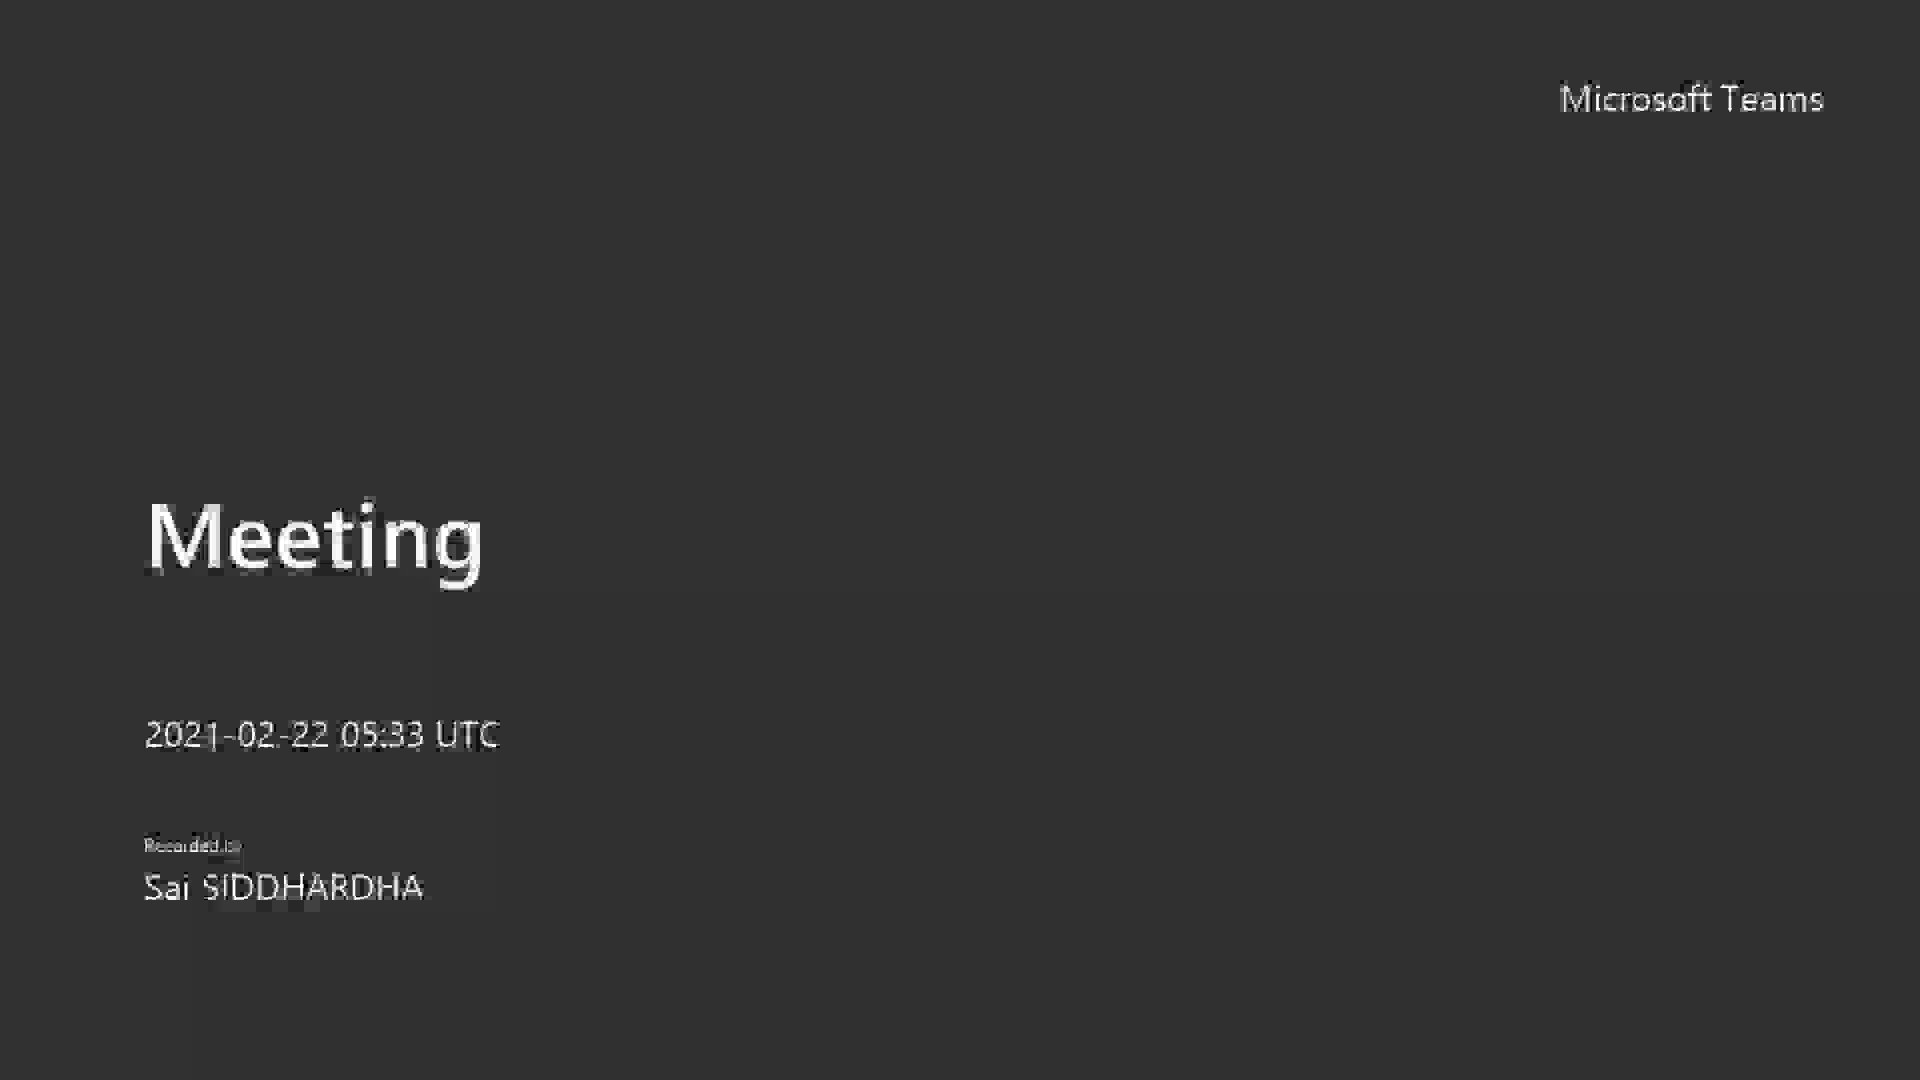 Microsoft Teams
Meeting
2021-02-22 05:33 UTC
Recorded by
Sai SIDDHARDHA